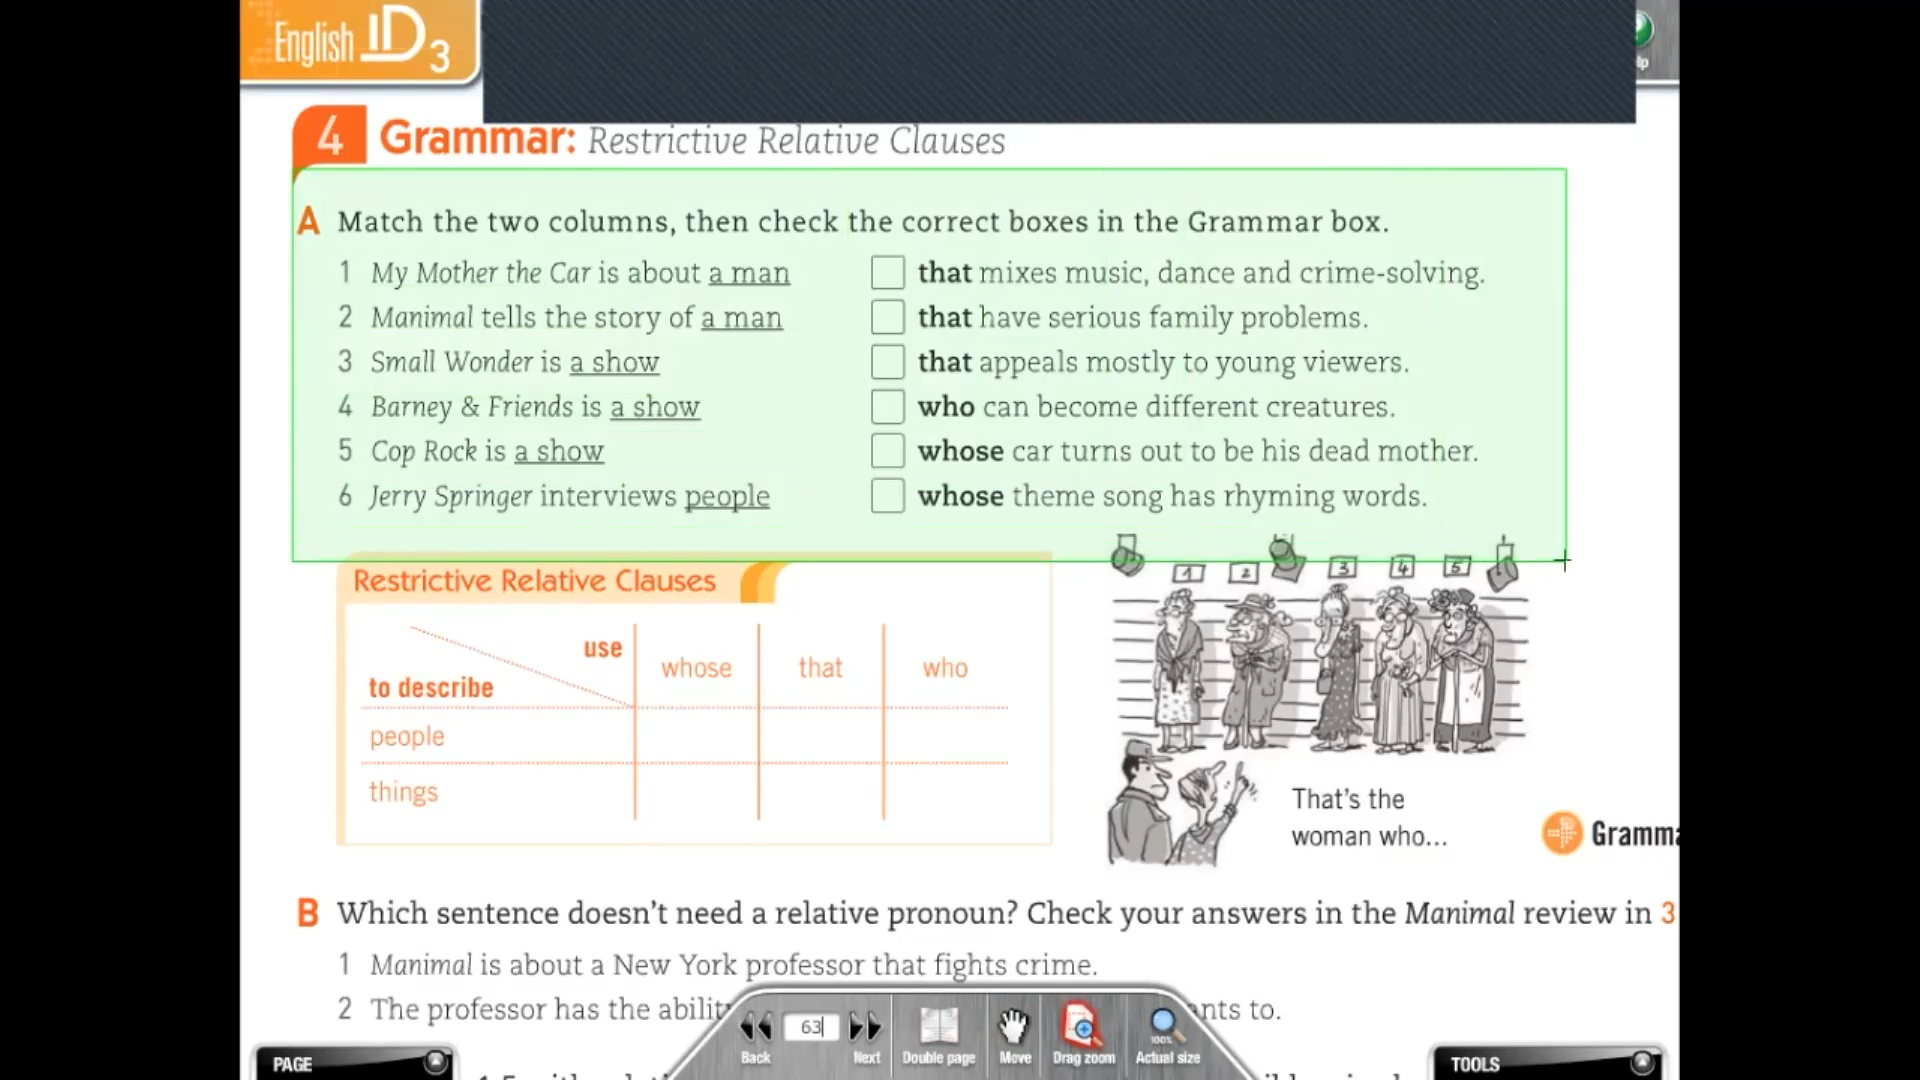 English ID 3
lp
4 Grammar: Restrictive Relative Clauses
A Match the two columns, then check the correct boxes in the Grammar box.
1 My Mother the Car is about a man
that mixes music, dance and crime-solving.
2 Manimal tells the story of a man
that have serious family problems.
3 Small Wonder is a show
that appeals mostly to young viewers.
4 Barney & Friends is a show
who can become different creatures.
5 Cop Rock is a show
whose car turns out to be his dead mother.
6 Jerry Springer interviews people
whose theme song has rhyming words.
Restrictive Relative Clauses
use
to describe
whose that who
people
things
1 2 3 4 5
That's the
woman who...
Gramma
B Which sentence doesn't need a relative pronoun? Check your answers in the Manimal review in 3
1 Manimal is about a New York professor that fights crime.
2 The professor has the abilit
nts to.
63
100%
Back Next Double page Move Drag zoom Actual size
PAGE
TOOLS